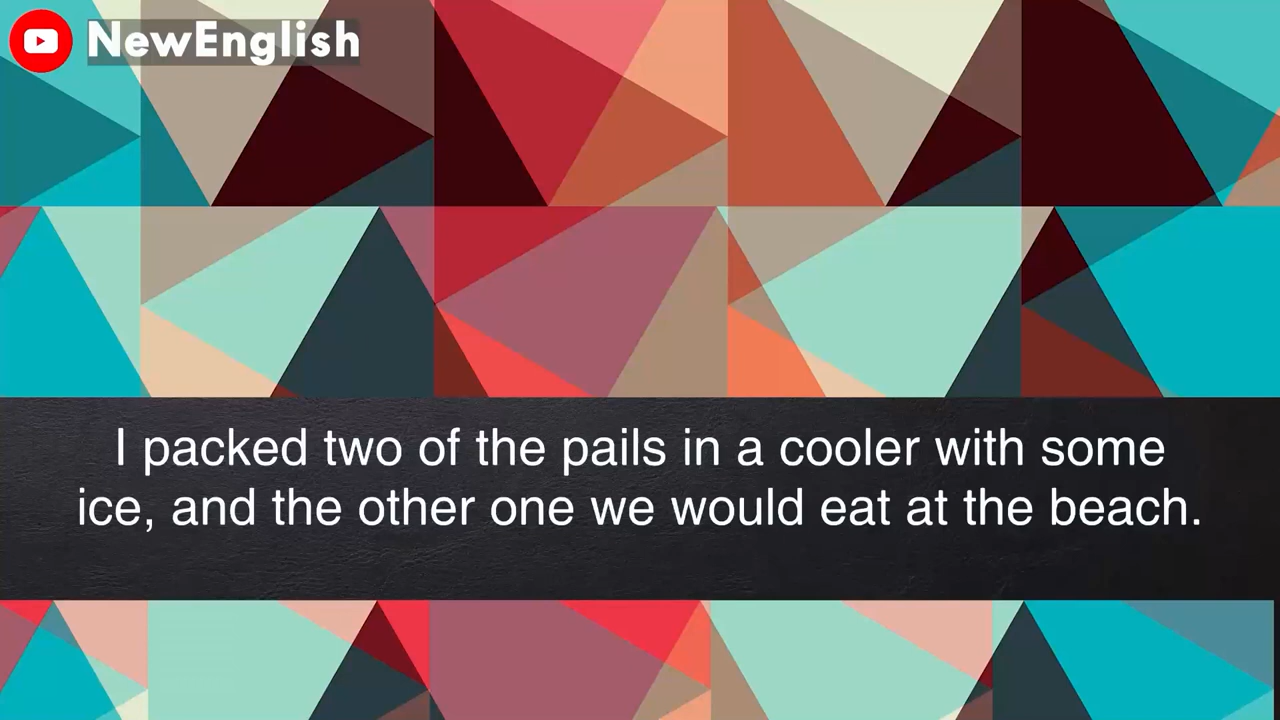 NewEnglish
I packed two of the pails in a cooler with some
ice, and the other one we would eat at the beach.